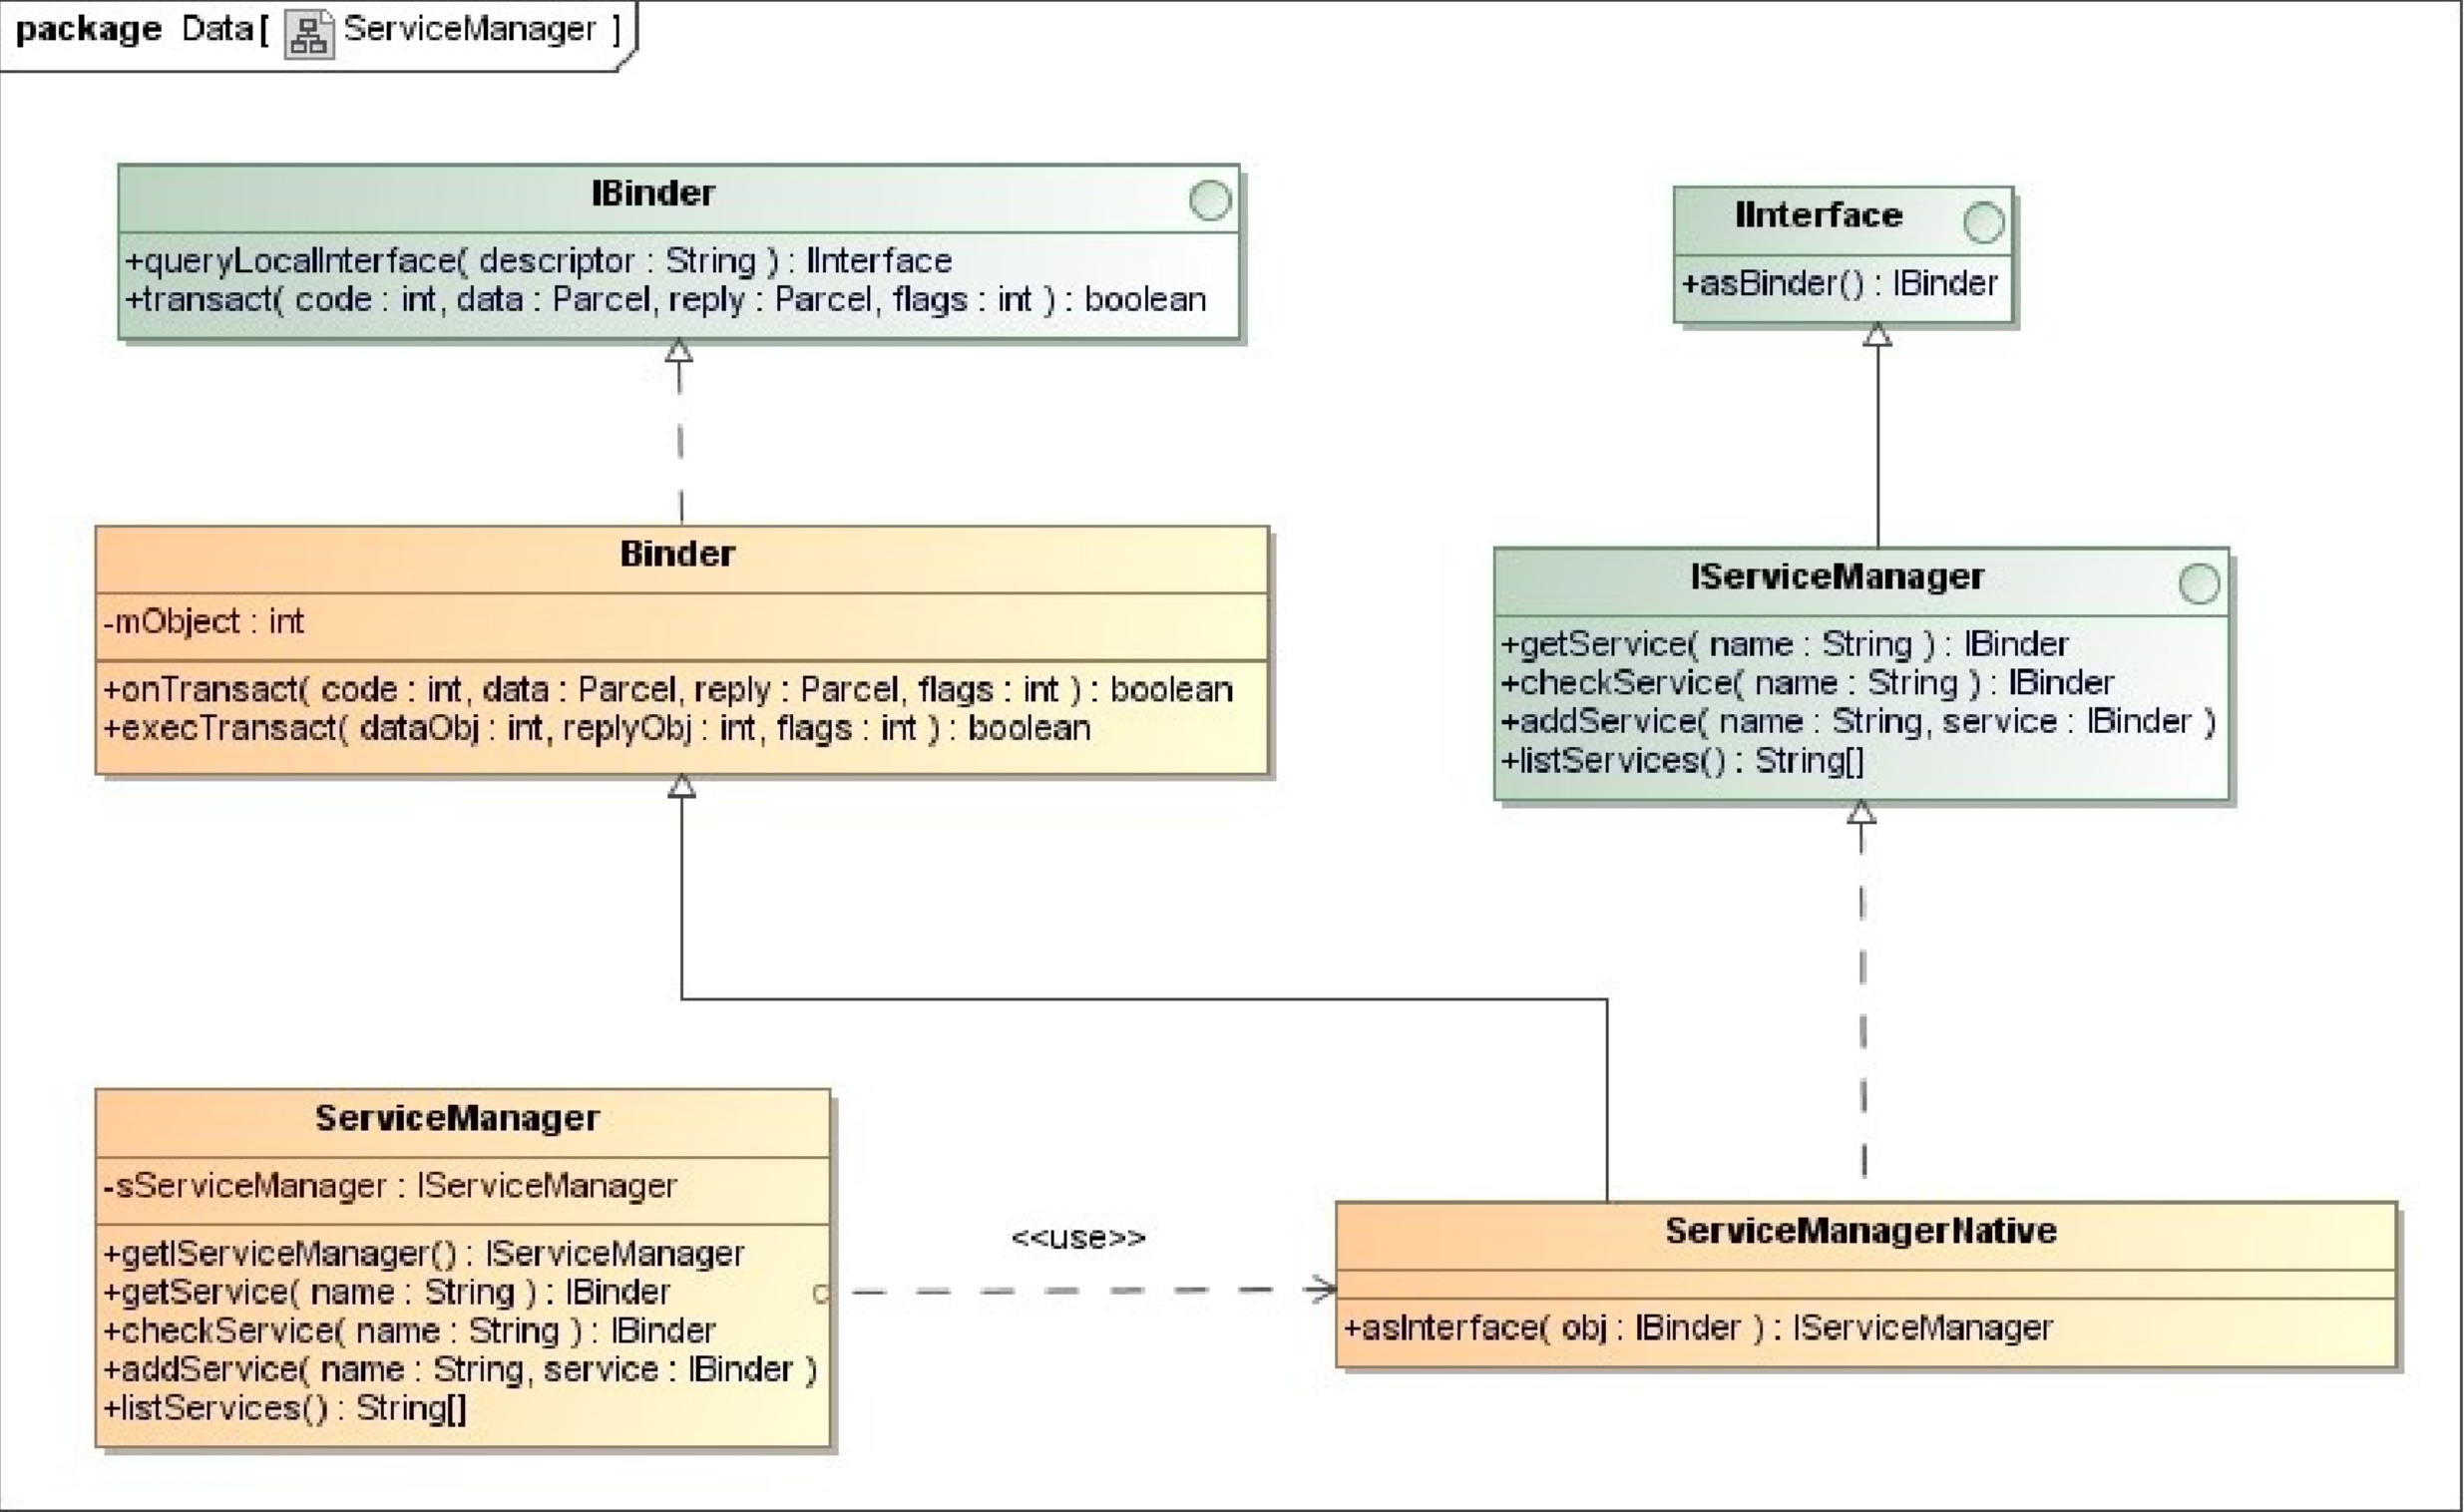 package Data[ ServiceManager ]
IBinder
+queryLocalInterface( descriptor : String ) : IInterface
+transact( code : int, data : Parcel, reply : Parcel, flags : int ) : boolean
IInterface
+asBinder() : IBinder
Binder
-mObject : int
+onTransact( code : int, data : Parcel, reply : Parcel, flags : int ) : boolean
+execTransact( dataObj : int, replyObj : int, flags : int ) : boolean
IServiceManager
+getService( name : String ) : IBinder
+checkService( name : String ) : IBinder
+addService( name : String, service : IBinder )
+listServices() : String[]
ServiceManager
-sServiceManager : IServiceManager
+getIServiceManager() : IServiceManager
+getService( name : String ) : IBinder
+checkService( name : String ) : IBinder
+addService( name : String, service : IBinder )
+listServices() : String[]
<<use>>
ServiceManagerNative
+asInterface( obj : IBinder ) : IServiceManager